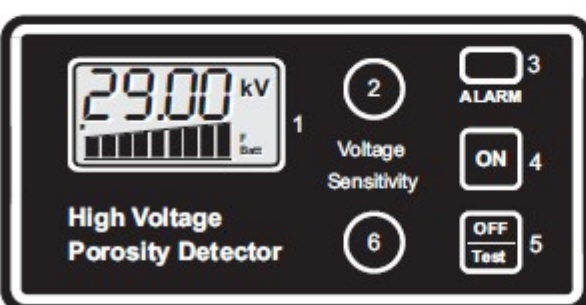 29.00 kV
F
Batt
1
2
Voltage
Sensitivity
6
3
ALARM
ON
4
OFF
Test
5
High Voltage
Porosity Detector